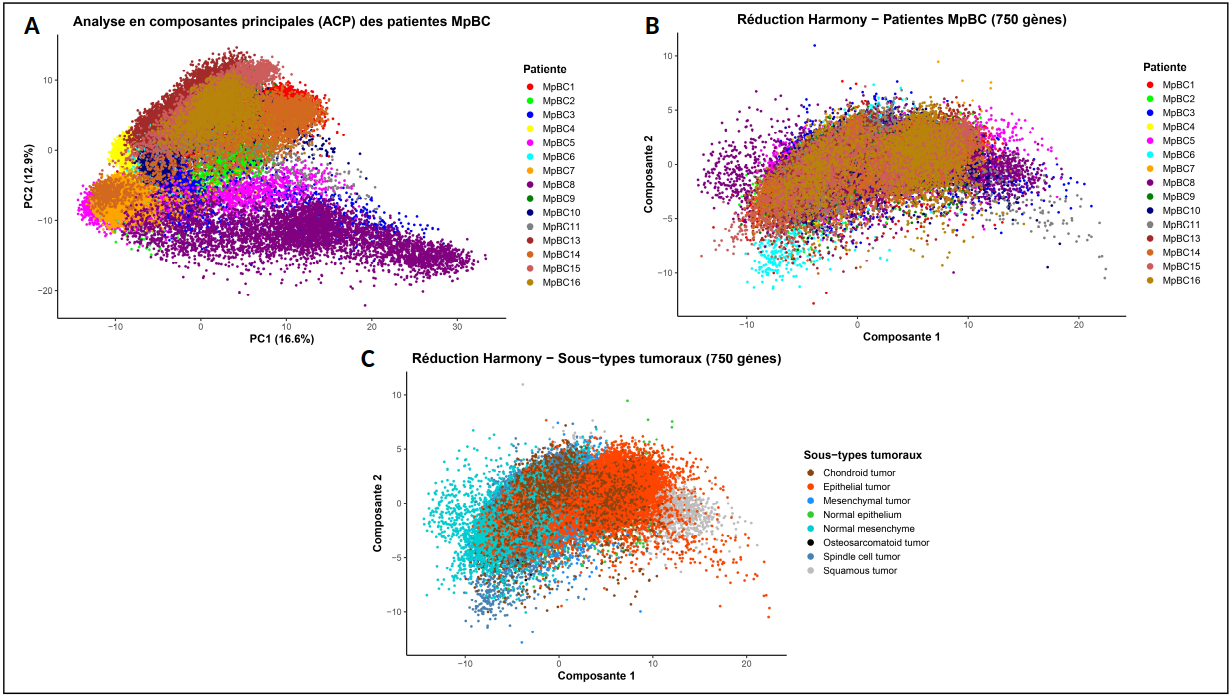 A
Analyse en composantes principales (ACP) des patientes MpBC
PC2 (12.9%)
10
0
−10
−20
−10
0
10
20
30
PC1 (16.6%)
Patiente
MpBC1
MpBC2
MpBC3
MpBC4
MpBC5
MpBC6
MpBC7
MpBC8
MpBC9
MpBC10
MpBC11
MpBC13
MpBC14
MpBC15
MpBC16
B
Réduction Harmony − Patientes MpBC (750 gènes)
Composante 2
10
5
0
−5
−10
−10
0
10
20
Composante 1
Patiente
MpBC1
MpBC2
MpBC3
MpBC4
MpBC5
MpBC6
MpBC7
MpBC8
MpBC9
MpBC10
MpBC11
MpBC13
MpBC14
MpBC15
MpBC16
C
Réduction Harmony − Sous−types tumoraux (750 gènes)
Composante 2
10
5
0
−5
−10
−10
0
10
20
Composante 1
Sous−types tumoraux
Chondroid tumor
Epithelial tumor
Mesenchymal tumor
Normal epithelium
Normal mesenchyme
Osteosarcomatoid tumor
Spindle cell tumor
Squamous tumor